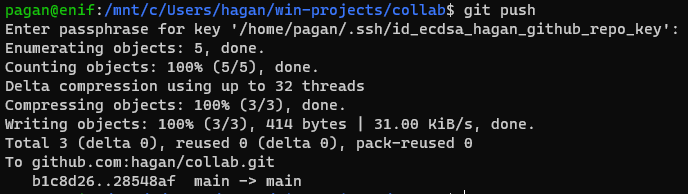 pagan@enif:/mnt/c/Users/hagan/win-projects/collab$ git push
Enter passphrase for key '/home/pagan/.ssh/id_ecdsa_hagan_github_repo_key':
Enumerating objects: 5, done.
Counting objects: 100% (5/5), done.
Delta compression using up to 32 threads
Compressing objects: 100% (3/3), done.
Writing objects: 100% (3/3), 414 bytes | 31.00 KiB/s, done.
Total 3 (delta 0), reused 0 (delta 0), pack-reused 0
To github.com:hagan/collab.git
   b1c8d26..28548af  main -> main